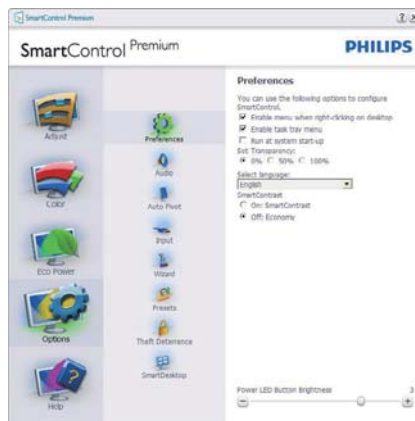 SmartControl Premium
SmartControl Premium
PHILIPS
Adjust
Color
Eco Power
Options
Help
Preferences
Audio
Auto Pivot
Input
Wizard
Presets
Theft Deterrence
SmartDesktop
Preferences
You can use the following options to configure
SmartControl.
Enable menu when right-clicking on desktop
Enable task tray menu
Run at system start-up
Set Transparency:
0% 50% 100%
Select language:
English
SmartContrast
On: SmartContrast
Off: Economy
Power LED Button Brightness 3